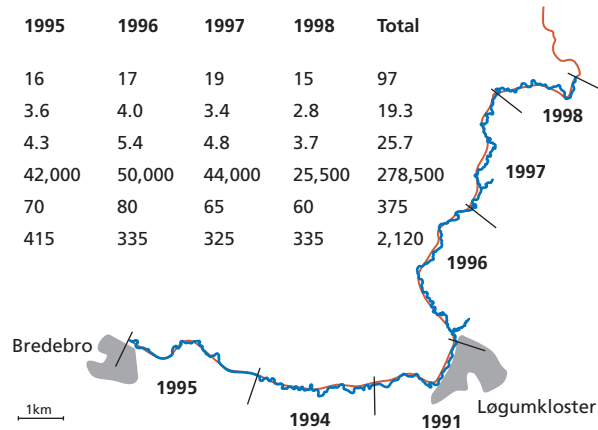 1995 1996 1997 1998 Total
16 17 19 15 97
3.6 4.0 3.4 2.8 19.3
4.3 5.4 4.8 3.7 25.7
42,000 50,000 44,000 25,500 278,500
70 80 65 60 375
415 335 325 335 2,120
1998
1997
1996
Bredebro
1995
1994
1991
Løgumkloster
1km